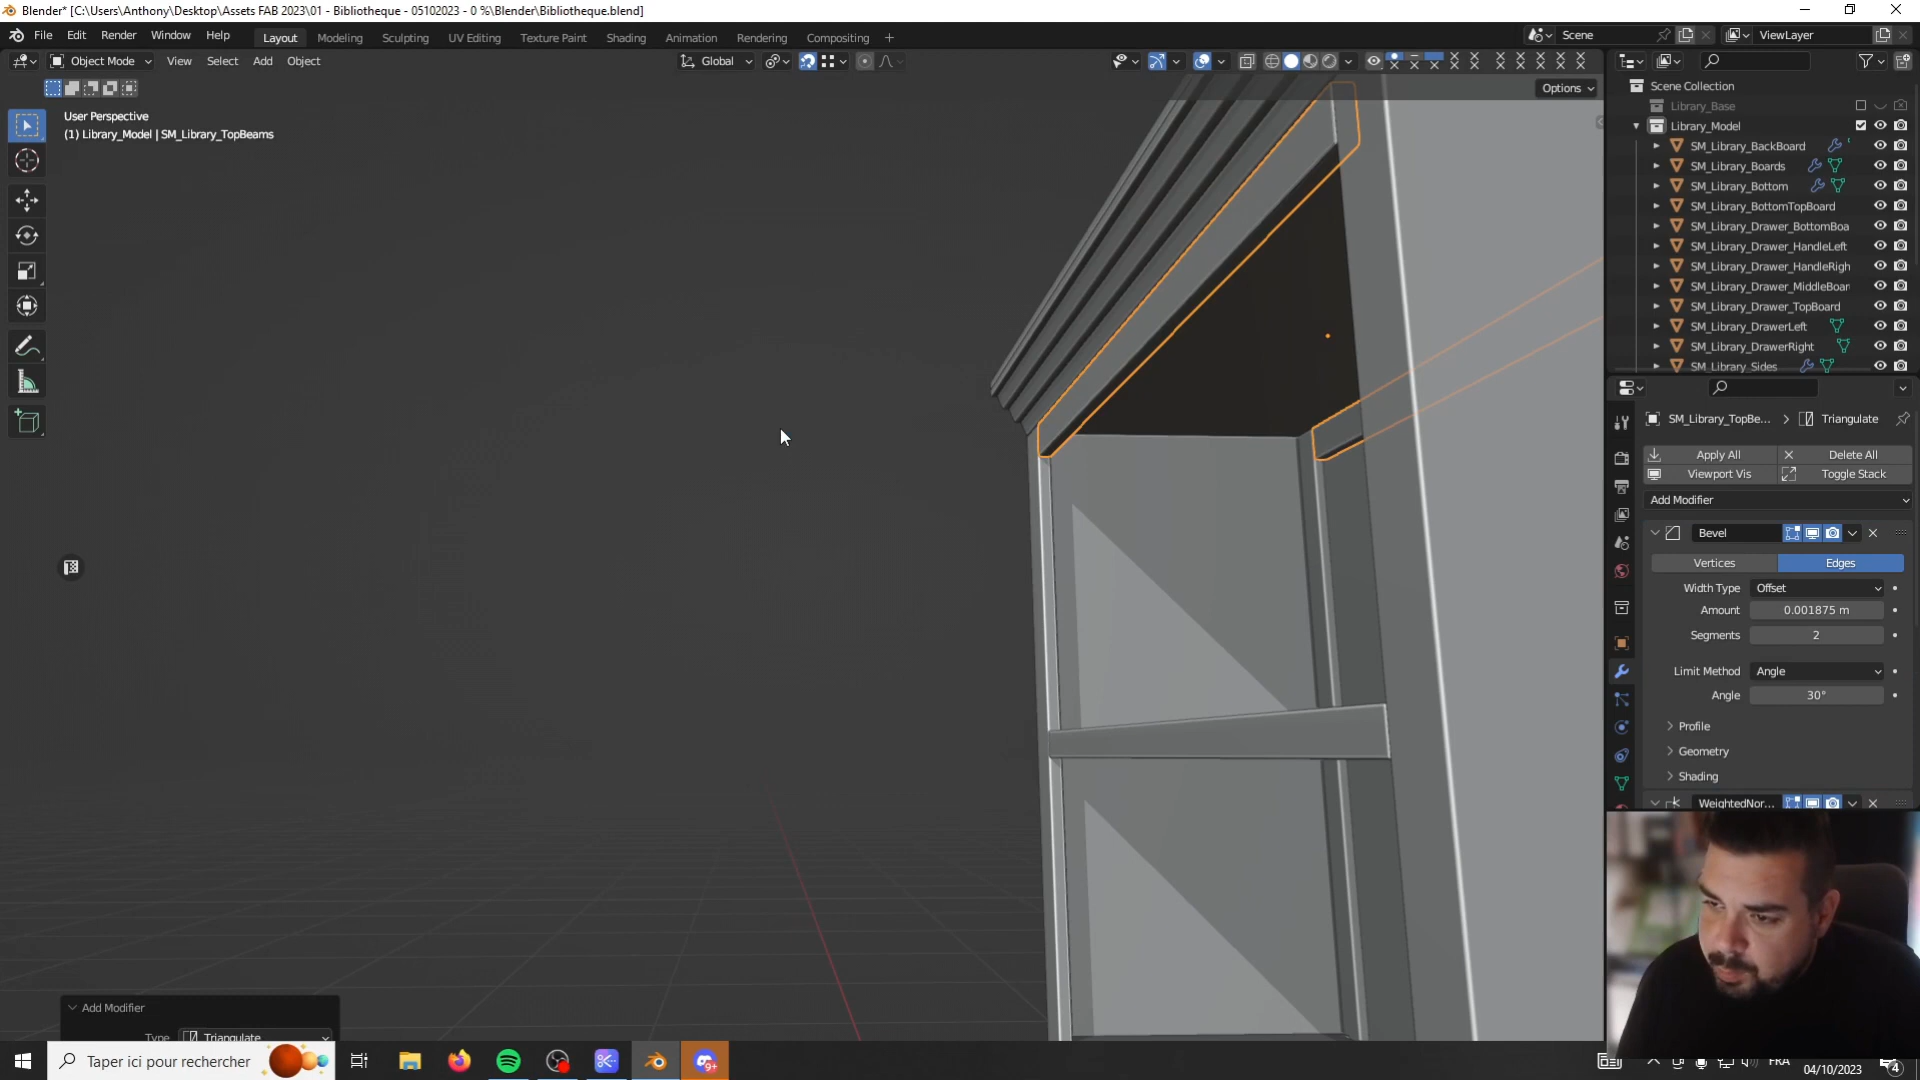 Blender* [C:\Users\Anthony\Desktop\Assets FAB 2023\01 - Bibliotheque - 05102023 - 0 %\Blender\Bibliotheque.blend]
File Edit Render Window Help
Layout Modeling Sculpting UV Editing Texture Paint Shading Animation Rendering Compositing +
Scene
ViewLayer
Object Mode View Select Add Object
Global
Options
User Perspective
(1) Library_Model | SM_Library_TopBeams
Scene Collection
Library_Base
Library_Model
SM_Library_BackBoard
SM_Library_Boards
SM_Library_Bottom
SM_Library_BottomTopBoard
SM_Library_Drawer_BottomBoa
SM_Library_Drawer_HandleLeft
SM_Library_Drawer_HandleRigh
SM_Library_Drawer_MiddleBoar
SM_Library_Drawer_TopBoard
SM_Library_DrawerLeft
SM_Library_DrawerRight
SM_Library_Sides
SM_Library_TopBe... > Triangulate
Apply All Delete All
Viewport Vis Toggle Stack
Add Modifier
Bevel
Vertices Edges
Width Type Offset
Amount 0.001875 m
Segments 2
Limit Method Angle
Angle 30°
Profile
Geometry
Shading
WeightedNor...
Add Modifier
Type Triangulate
Taper ici pour rechercher
9+
FRA
04/10/2023
4